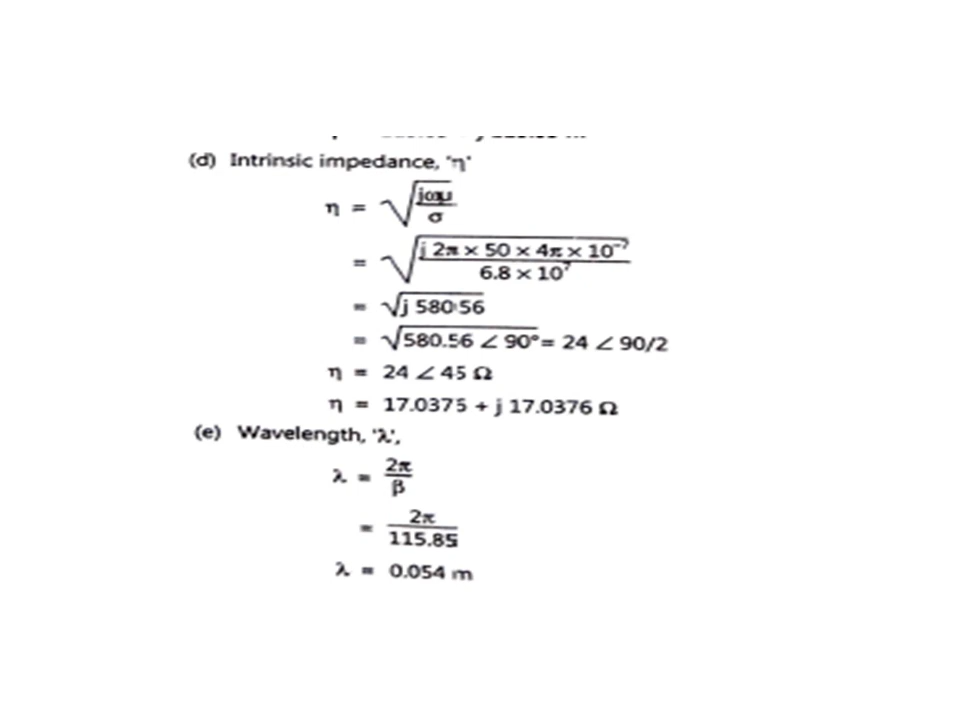 (d) Intrinsic impedance, 'η'
η = √(jωμ / σ)
= √(j 2π × 50 × 4π × 10⁻⁷ / 6.8 × 10⁷)
= √j 580.56
= √580.56 ∠ 90° = 24 ∠ 90/2
η = 24 ∠ 45 Ω
η = 17.0375 + j 17.0376 Ω
(e) Wavelength, 'λ',
λ = 2π / β
= 2π / 115.85
λ = 0.054 m